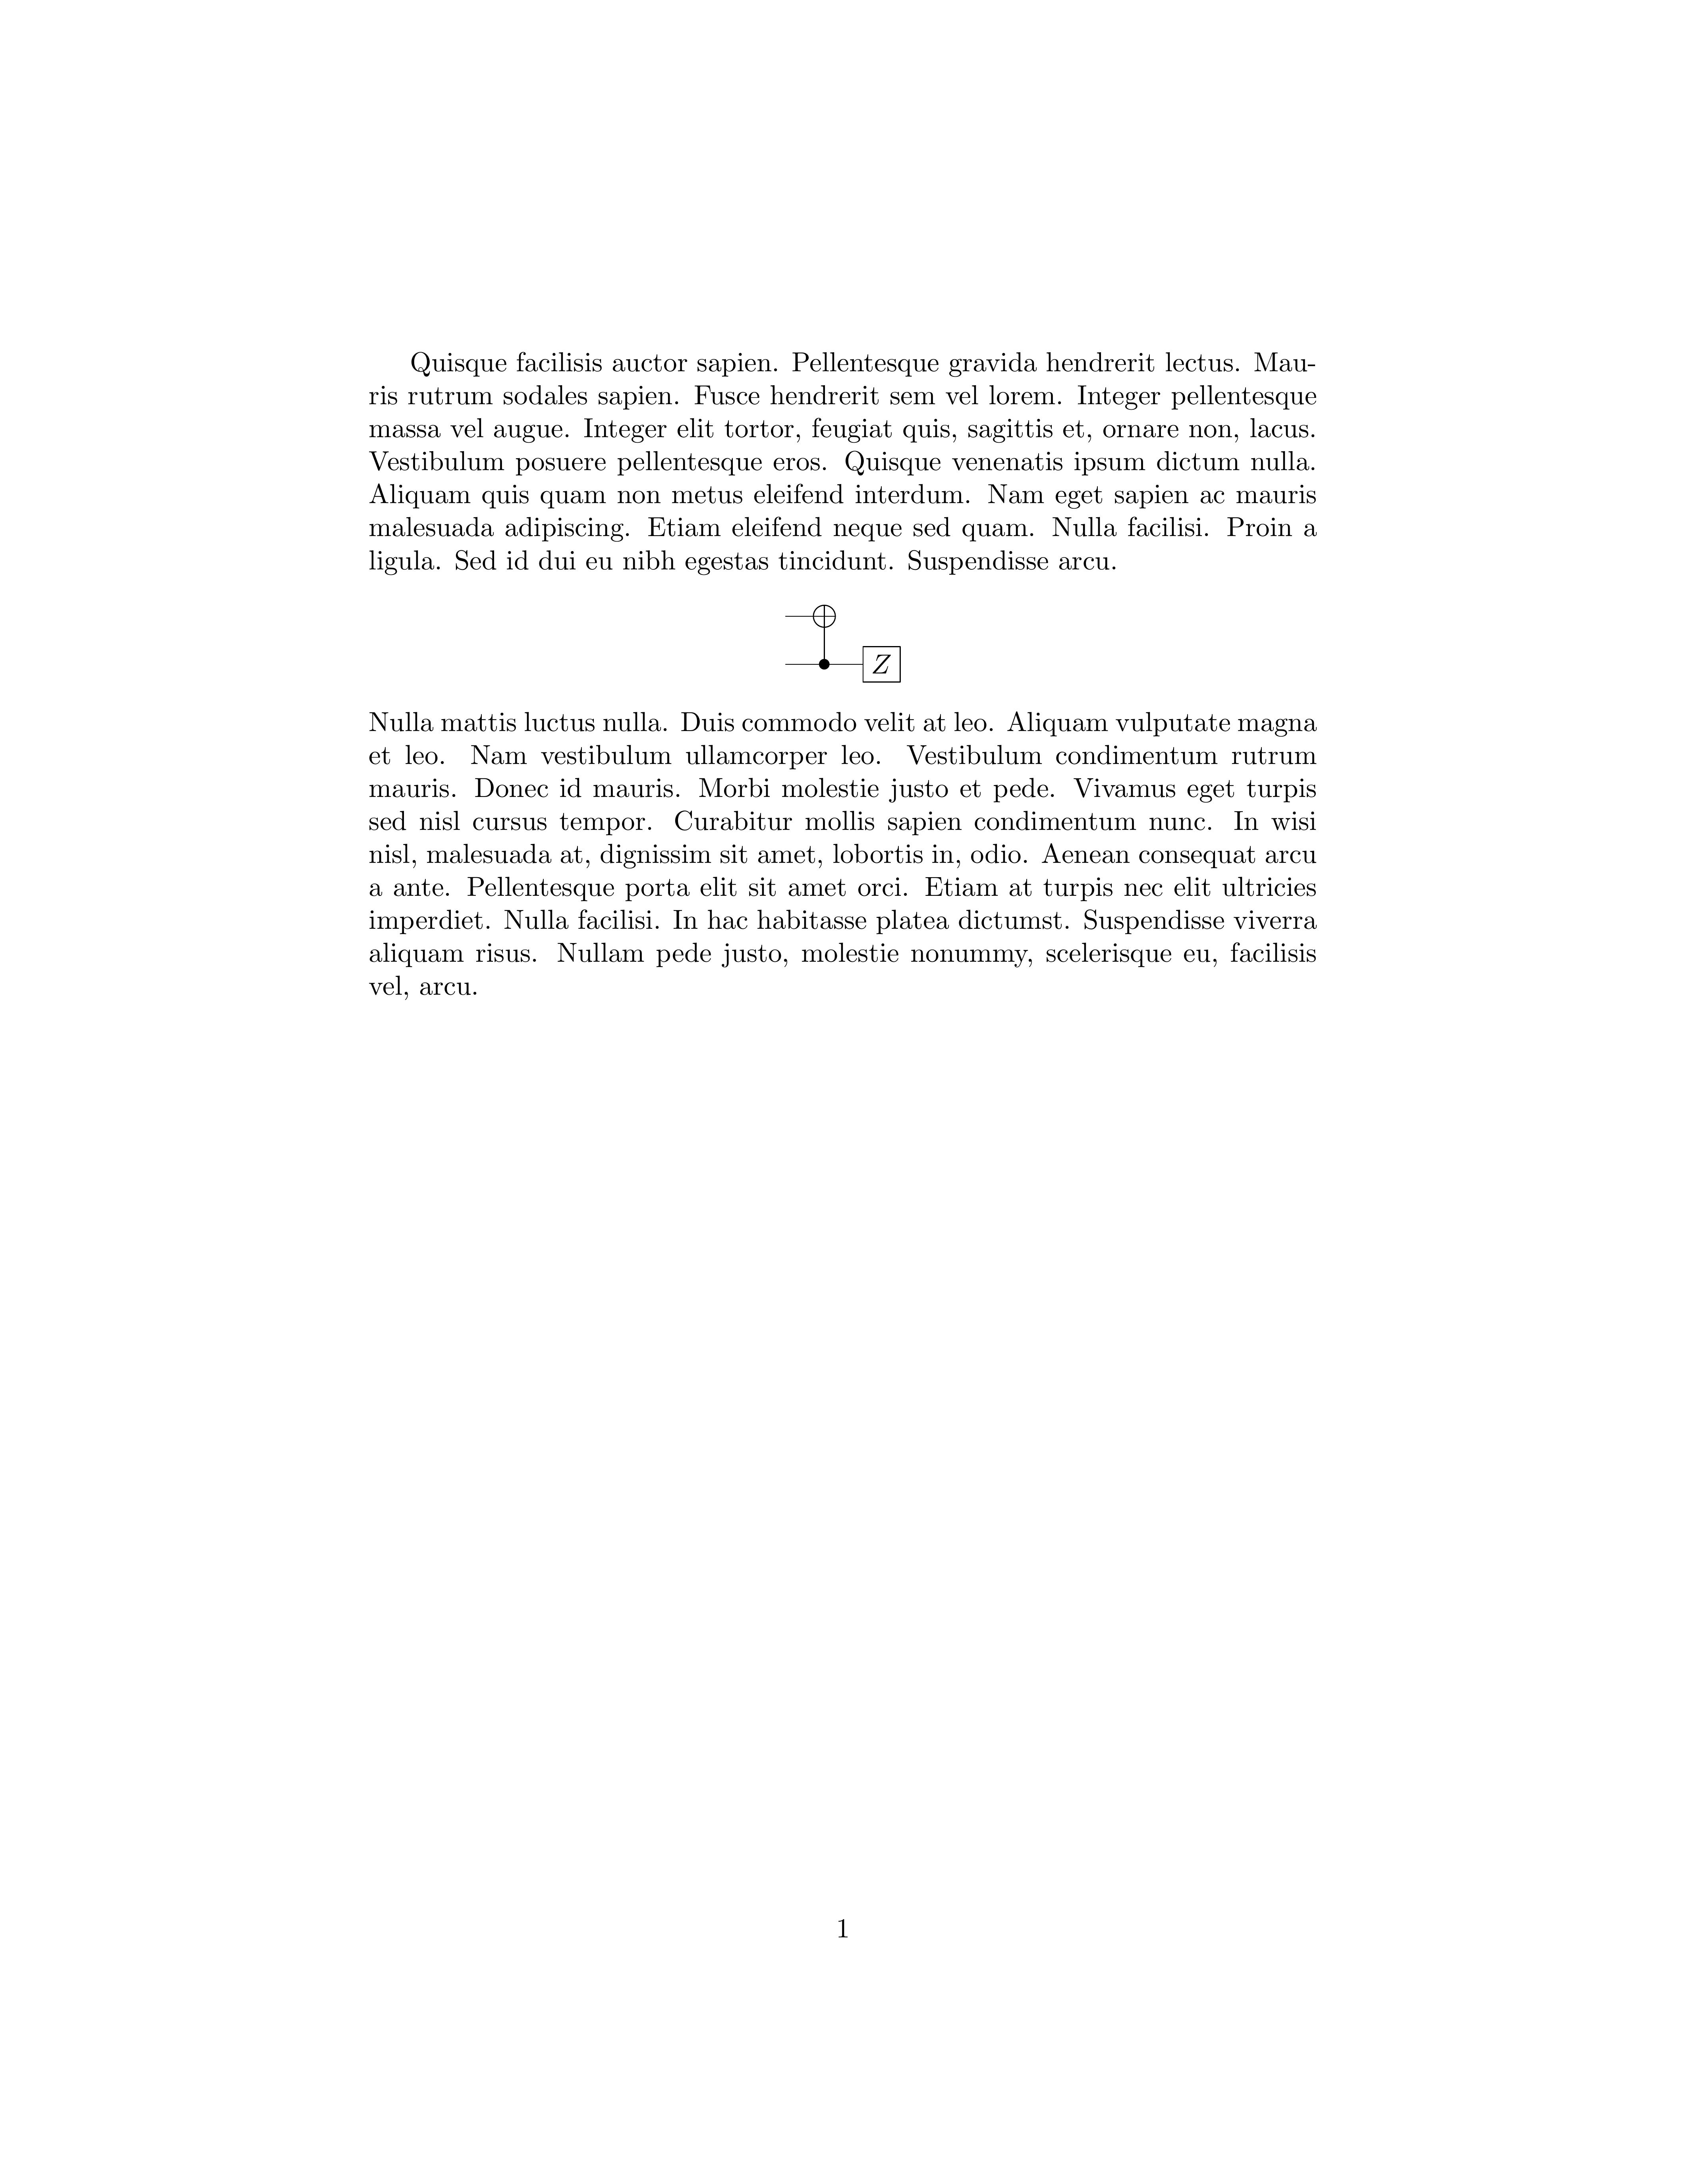 Quisque facilisis auctor sapien. Pellentesque gravida hendrerit lectus. Mau-
ris rutrum sodales sapien. Fusce hendrerit sem vel lorem. Integer pellentesque
massa vel augue. Integer elit tortor, feugiat quis, sagittis et, ornare non, lacus.
Vestibulum posuere pellentesque eros. Quisque venenatis ipsum dictum nulla.
Aliquam quis quam non metus eleifend interdum. Nam eget sapien ac mauris
malesuada adipiscing. Etiam eleifend neque sed quam. Nulla facilisi. Proin a
ligula. Sed id dui eu nibh egestas tincidunt. Suspendisse arcu.
Z
Nulla mattis luctus nulla. Duis commodo velit at leo. Aliquam vulputate magna
et leo. Nam vestibulum ullamcorper leo. Vestibulum condimentum rutrum
mauris. Donec id mauris. Morbi molestie justo et pede. Vivamus eget turpis
sed nisl cursus tempor. Curabitur mollis sapien condimentum nunc. In wisi
nisl, malesuada at, dignissim sit amet, lobortis in, odio. Aenean consequat arcu
a ante. Pellentesque porta elit sit amet orci. Etiam at turpis nec elit ultricies
imperdiet. Nulla facilisi. In hac habitasse platea dictumst. Suspendisse viverra
aliquam risus. Nullam pede justo, molestie nonummy, scelerisque eu, facilisis
vel, arcu.
1